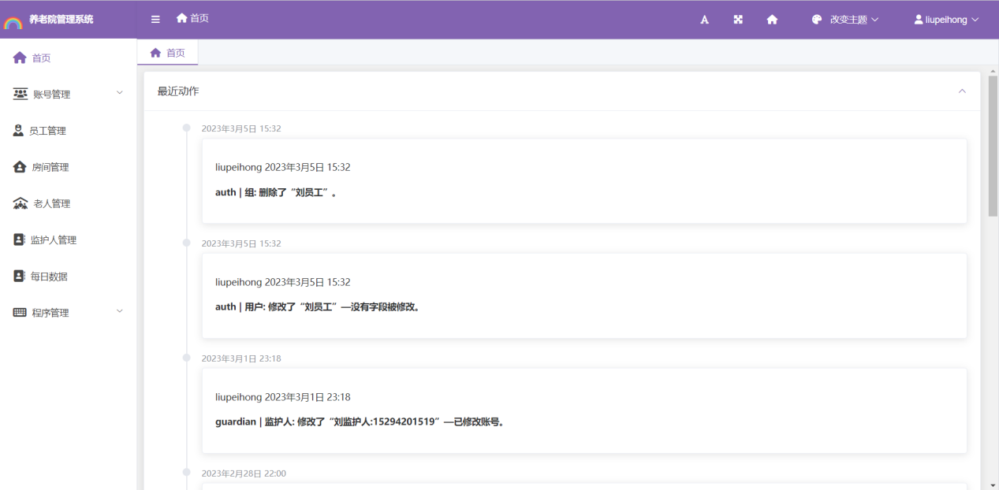 养老院管理系统
首页
改变主题
liupeihong
首页
账号管理
员工管理
房间管理
老人管理
监护人管理
每日数据
程序管理
首页
最近动作
2023年3月5日 15:32
liupeihong 2023年3月5日 15:32
auth | 组: 删除了“刘员工”。
2023年3月5日 15:32
liupeihong 2023年3月5日 15:32
auth | 用户: 修改了“刘员工”—没有字段被修改。
2023年3月1日 23:18
liupeihong 2023年3月1日 23:18
guardian | 监护人: 修改了“刘监护人:15294201519”—已修改账号。
2023年2月28日 22:00